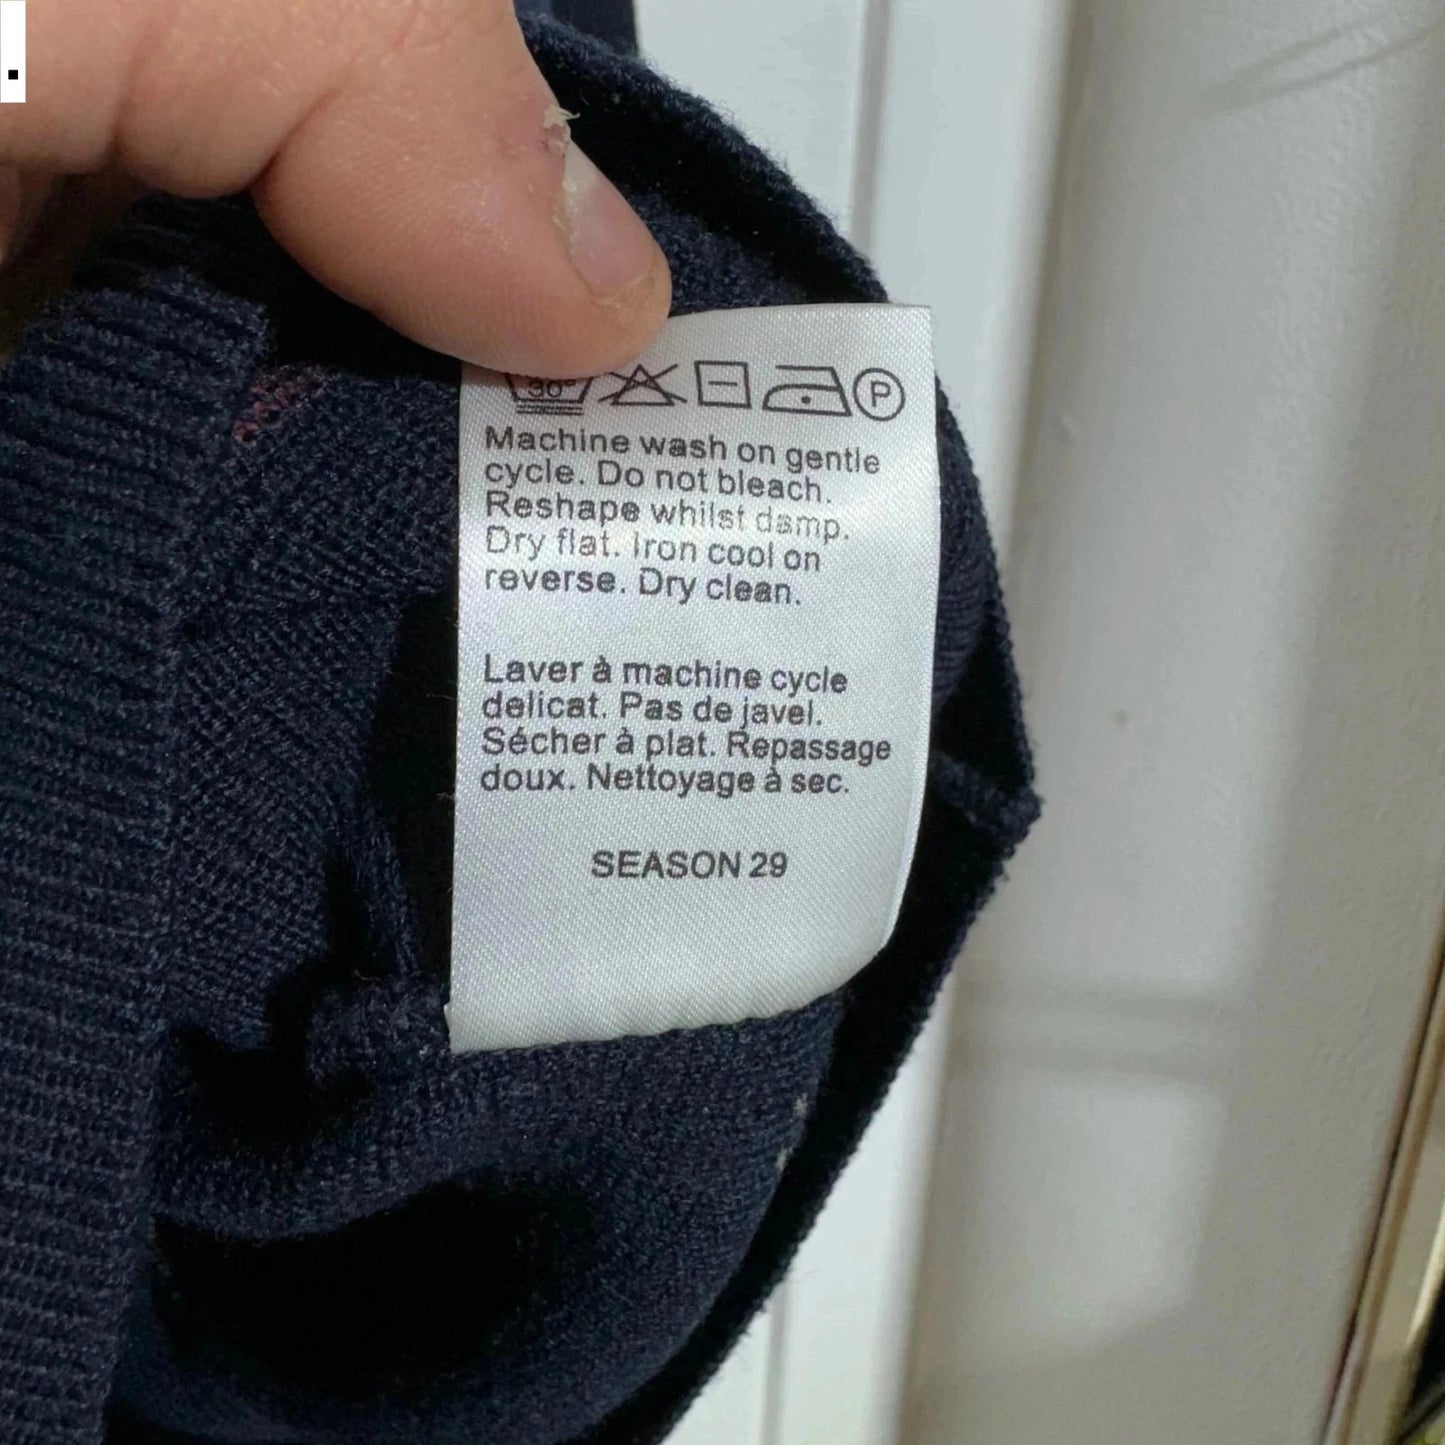 .
30°
P
Machine wash on gentle
cycle. Do not bleach.
Reshape whilst damp.
Dry flat. Iron cool on
reverse. Dry clean.
Laver à machine cycle
delicat. Pas de javel.
Sécher à plat. Repassage
doux. Nettoyage à sec.
SEASON 29